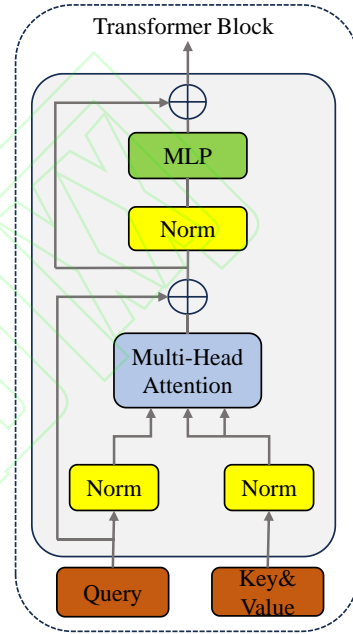 Transformer Block
MLP
Norm
Multi-Head
Attention
Norm
Norm
Query
Key&
Value